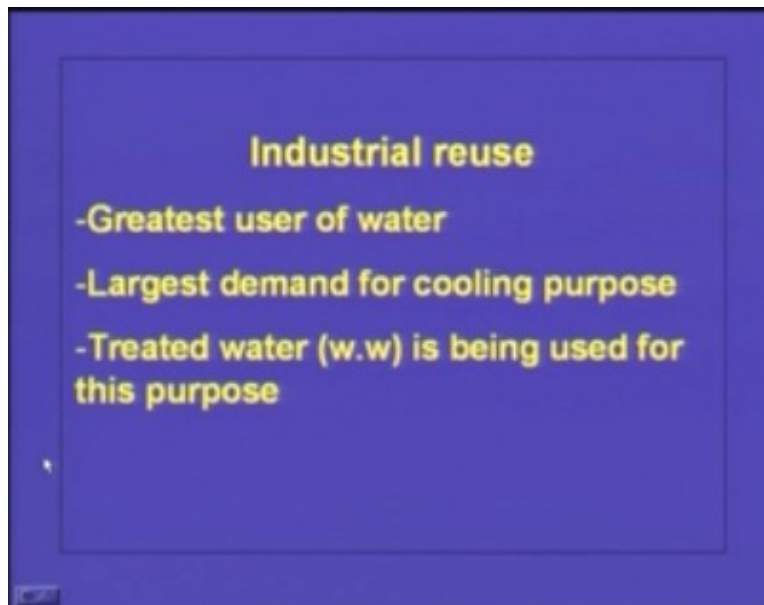 Industrial reuse
-Greatest user of water
-Largest demand for cooling purpose
-Treated water (w.w) is being used for
this purpose